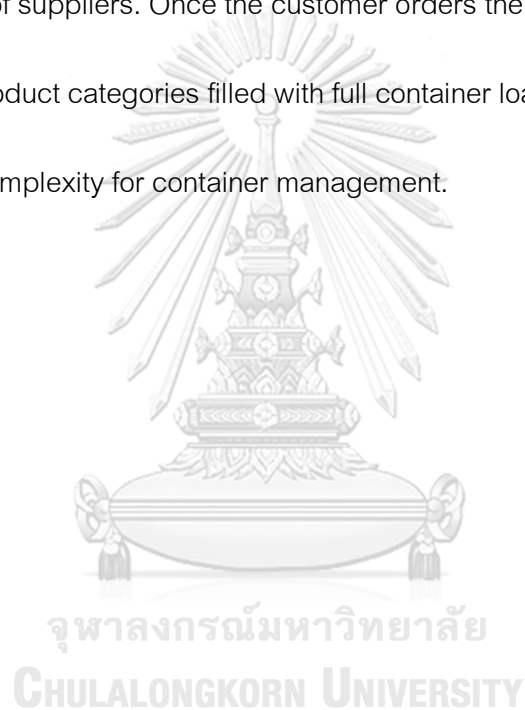 of suppliers. Once the customer orders the
oduct categories filled with full container loa
mplexity for container management.
จุฬาลงกรณ์มหาวิทยาลัย
CHULALONGKORN UNIVERSITY